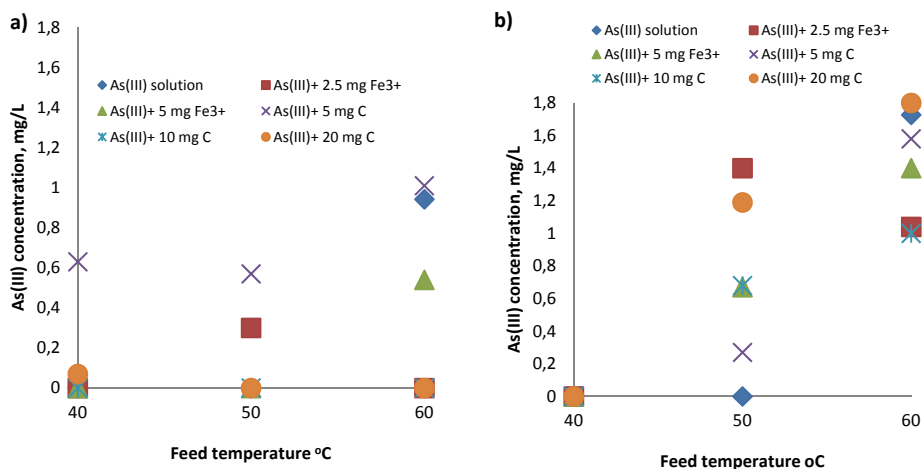 a)
As(III) concentration, mg/L
1,8
1,6
1,4
1,2
1
0,8
0,6
0,4
0,2
0
As(III) solution
As(III)+ 2.5 mg Fe3+
As(III)+ 5 mg Fe3+
As(III)+ 5 mg C
As(III)+ 10 mg C
As(III)+ 20 mg C
40
50
60
Feed temperature ᵒC
b)
As(III) solution
As(III)+ 2.5 mg Fe3+
As(III)+ 5 mg Fe3+
As(III)+ 5 mg C
As(III)+ 10 mg C
As(III)+ 20 mg C
As(III) concentration, mg/L
1,8
1,6
1,4
1,2
1
0,8
0,6
0,4
0,2
0
40
50
60
Feed temperature oC